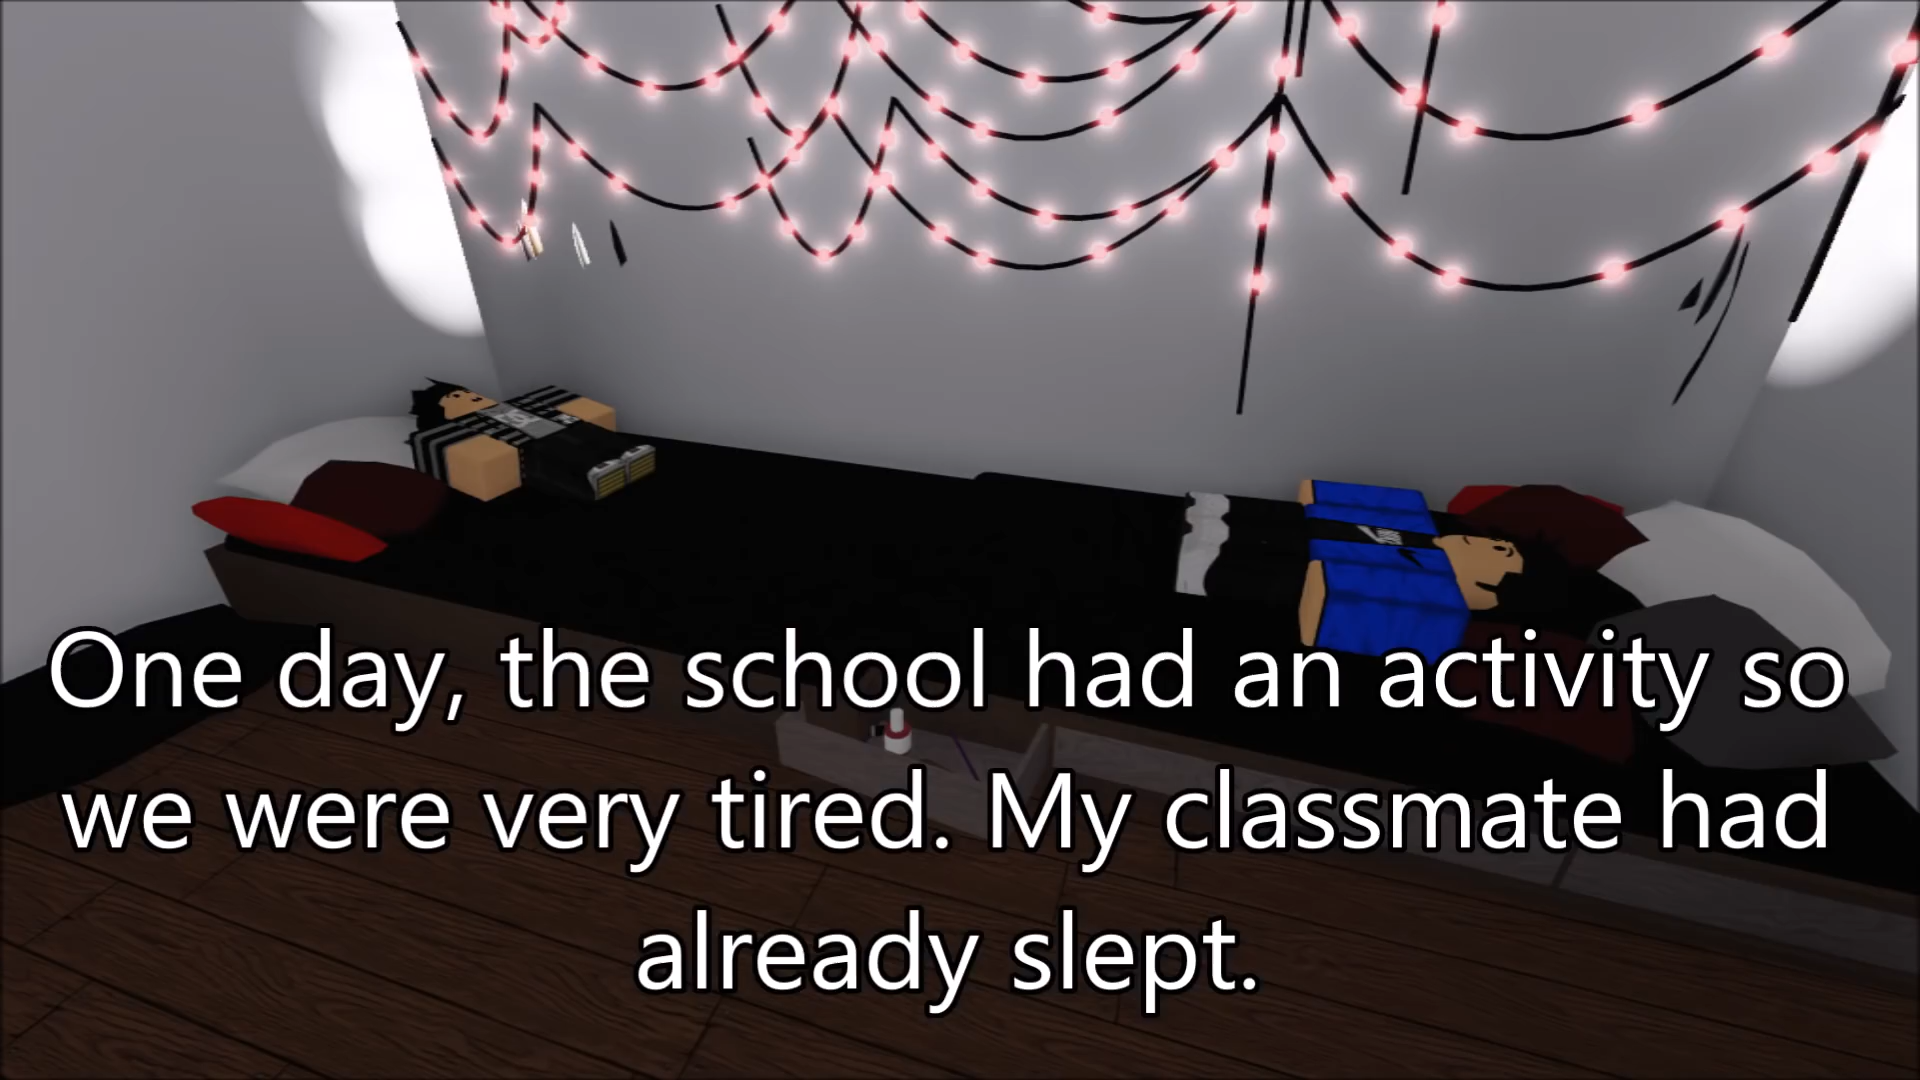 One day, the school had an activity so
we were very tired. My classmate had
already slept.